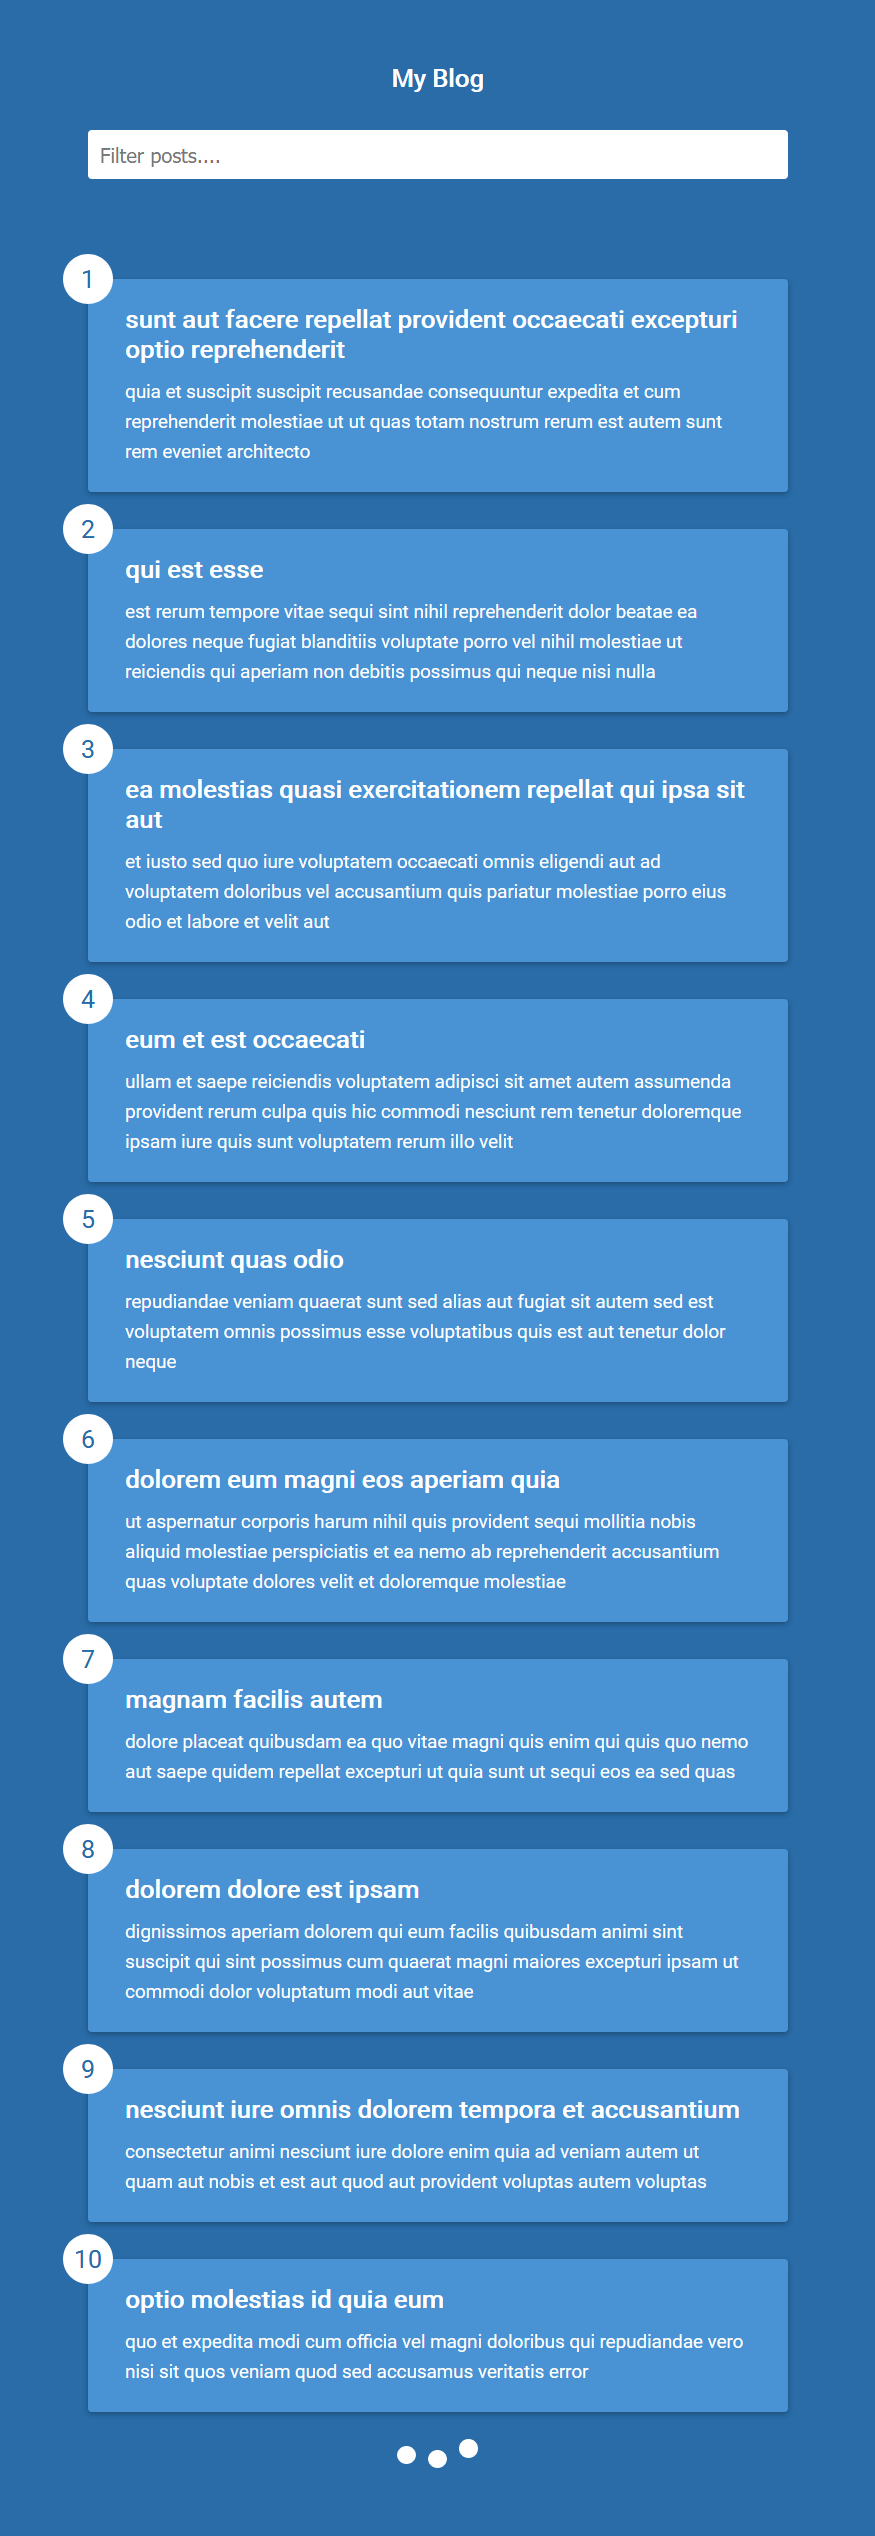 My Blog
Filter posts....
1
sunt aut facere repellat provident occaecati excepturi
optio reprehenderit
quia et suscipit suscipit recusandae consequuntur expedita et cum
reprehenderit molestiae ut ut quas totam nostrum rerum est autem sunt
rem eveniet architecto
2
qui est esse
est rerum tempore vitae sequi sint nihil reprehenderit dolor beatae ea
dolores neque fugiat blanditiis voluptate porro vel nihil molestiae ut
reiciendis qui aperiam non debitis possimus qui neque nisi nulla
3
ea molestias quasi exercitationem repellat qui ipsa sit
aut
et iusto sed quo iure voluptatem occaecati omnis eligendi aut ad
voluptatem doloribus vel accusantium quis pariatur molestiae porro eius
odio et labore et velit aut
4
eum et est occaecati
ullam et saepe reiciendis voluptatem adipisci sit amet autem assumenda
provident rerum culpa quis hic commodi nesciunt rem tenetur doloremque
ipsam iure quis sunt voluptatem rerum illo velit
5
nesciunt quas odio
repudiandae veniam quaerat sunt sed alias aut fugiat sit autem sed est
voluptatem omnis possimus esse voluptatibus quis est aut tenetur dolor
neque
6
dolorem eum magni eos aperiam quia
ut aspernatur corporis harum nihil quis provident sequi mollitia nobis
aliquid molestiae perspiciatis et ea nemo ab reprehenderit accusantium
quas voluptate dolores velit et doloremque molestiae
7
magnam facilis autem
dolore placeat quibusdam ea quo vitae magni quis enim qui quis quo nemo
aut saepe quidem repellat excepturi ut quia sunt ut sequi eos ea sed quas
8
dolorem dolore est ipsam
dignissimos aperiam dolorem qui eum facilis quibusdam animi sint
suscipit qui sint possimus cum quaerat magni maiores excepturi ipsam ut
commodi dolor voluptatum modi aut vitae
9
nesciunt iure omnis dolorem tempora et accusantium
consectetur animi nesciunt iure dolore enim quia ad veniam autem ut
quam aut nobis et est aut quod aut provident voluptas autem voluptas
10
optio molestias id quia eum
quo et expedita modi cum officia vel magni doloribus qui repudiandae vero
nisi sit quos veniam quod sed accusamus veritatis error